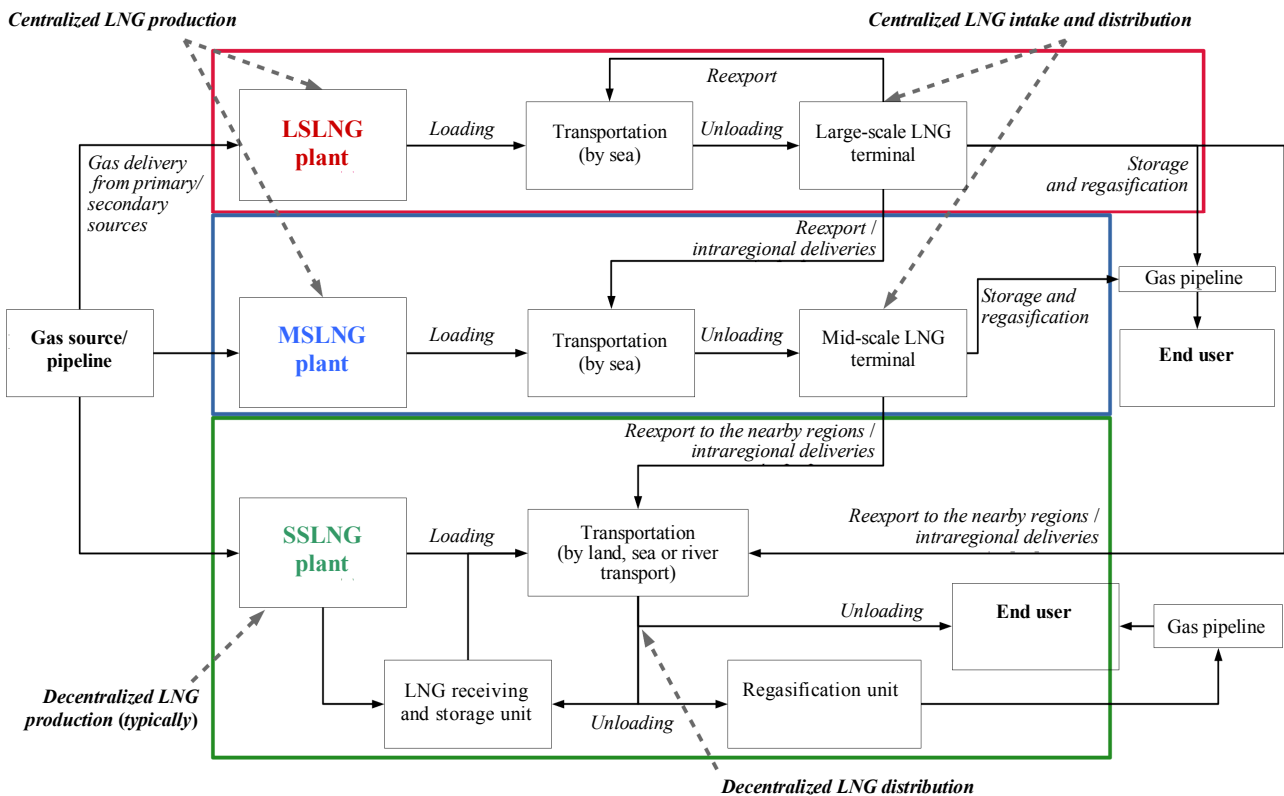 Centralized LNG production
Centralized LNG intake and distribution
Reexport
LSLNG
plant
Loading
Transportation
(by sea)
Unloading
Large-scale LNG
terminal
Gas delivery
from primary/
secondary
sources
Storage
and regasification
Reexport /
intraregional deliveries
Gas pipeline
Gas source/
pipeline
MSLNG
plant
Loading
Transportation
(by sea)
Unloading
Mid-scale LNG
terminal
Storage and
regasification
End user
Reexport to the nearby regions /
intraregional deliveries
SSLNG
plant
Loading
Transportation
(by land, sea or river
transport)
Reexport to the nearby regions /
intraregional deliveries
Unloading
End user
Gas pipeline
Decentralized LNG
production (typically)
LNG receiving
and storage unit
Unloading
Regasification unit
Decentralized LNG distribution